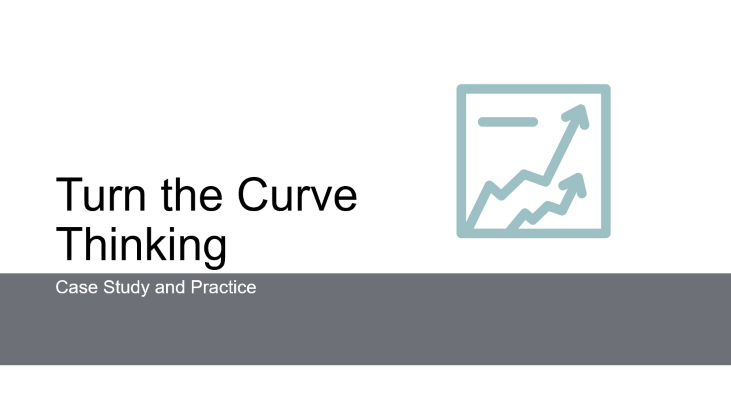 Turn the Curve
Thinking
Case Study and Practice